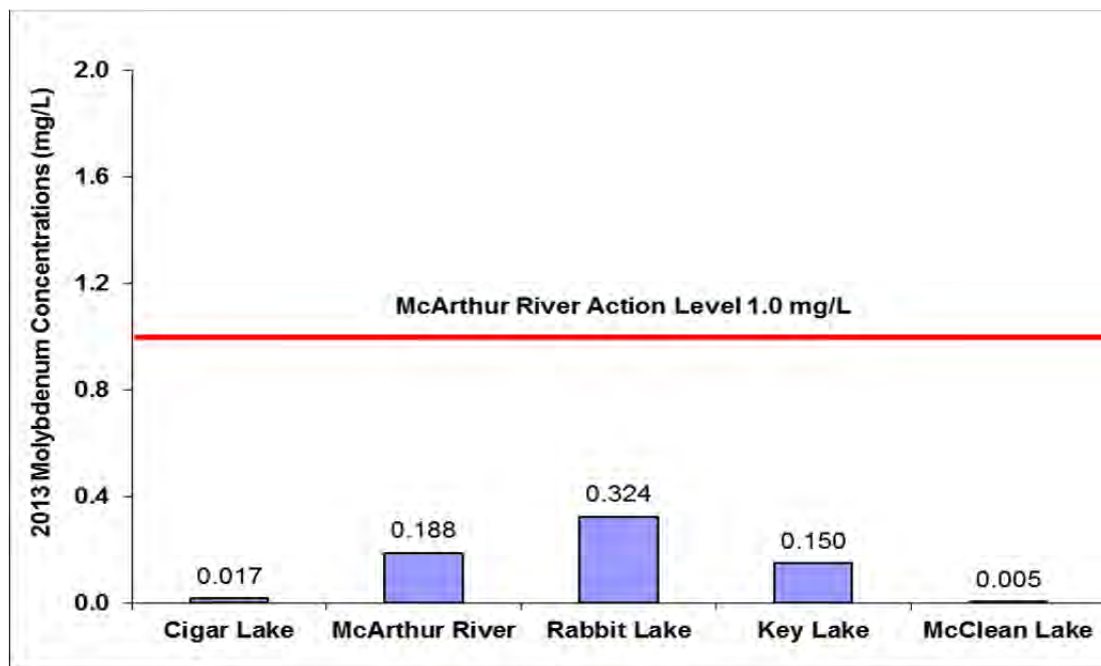 2013 Molybdenum Concentrations (mg/L)
2.0
1.6
1.2
0.8
0.4
0.0
McArthur River Action Level 1.0 mg/L
0.017
0.188
0.324
0.150
0.005
Cigar Lake
McArthur River
Rabbit Lake
Key Lake
McClean Lake